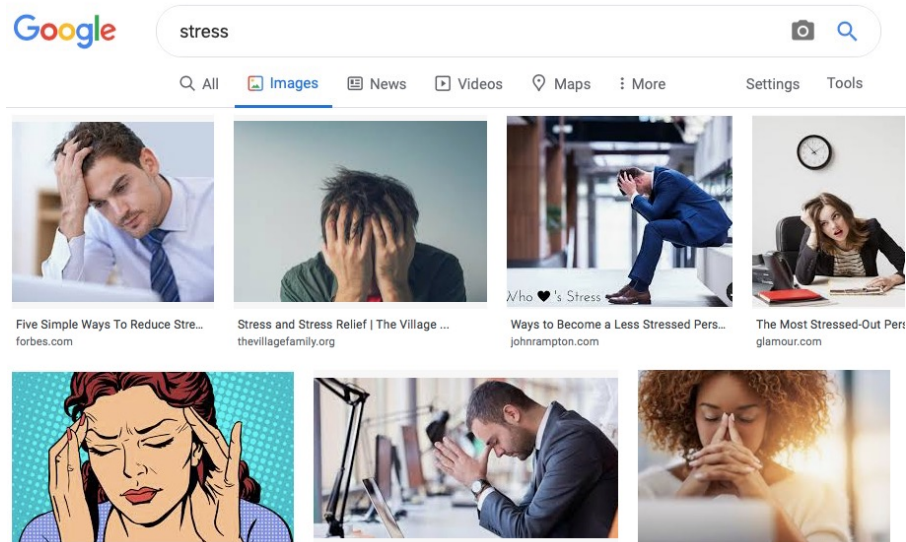 Google
stress
All Images News Videos Maps More Settings Tools
Who 's Stress
Five Simple Ways To Reduce Stre...
forbes.com
Stress and Stress Relief | The Village ...
thevillagefamily.org
Ways to Become a Less Stressed Pers...
johnrampton.com
The Most Stressed-Out Pers
glamour.com